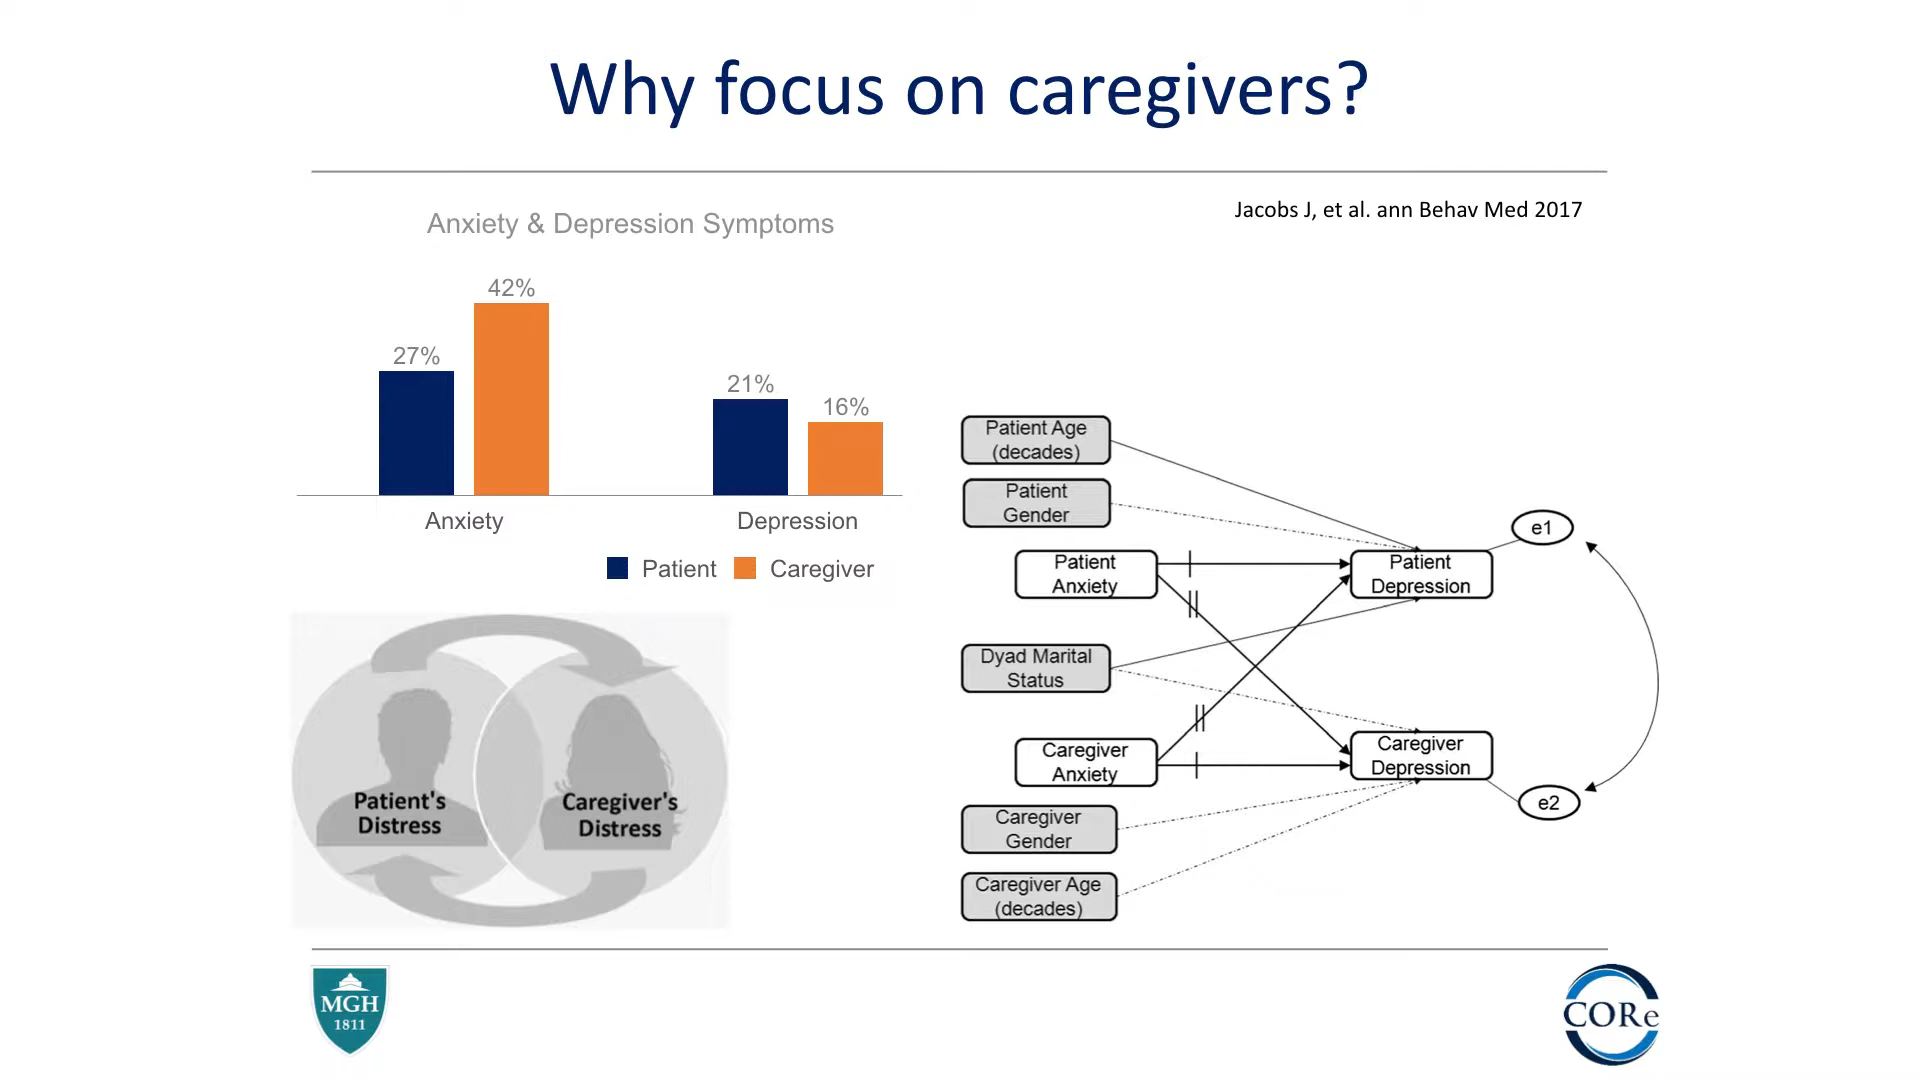 Why focus on caregivers?
Jacobs J, et al. ann Behav Med 2017
Anxiety & Depression Symptoms
42%
27%
21%
16%
Anxiety
Depression
Patient
Caregiver
Patient's
Distress
Caregiver's
Distress
Patient Age
(decades)
Patient
Gender
Patient
Anxiety
Dyad Marital
Status
Caregiver
Anxiety
Caregiver
Gender
Caregiver Age
(decades)
Patient
Depression
Caregiver
Depression
e1
e2
MGH
1811
CORe